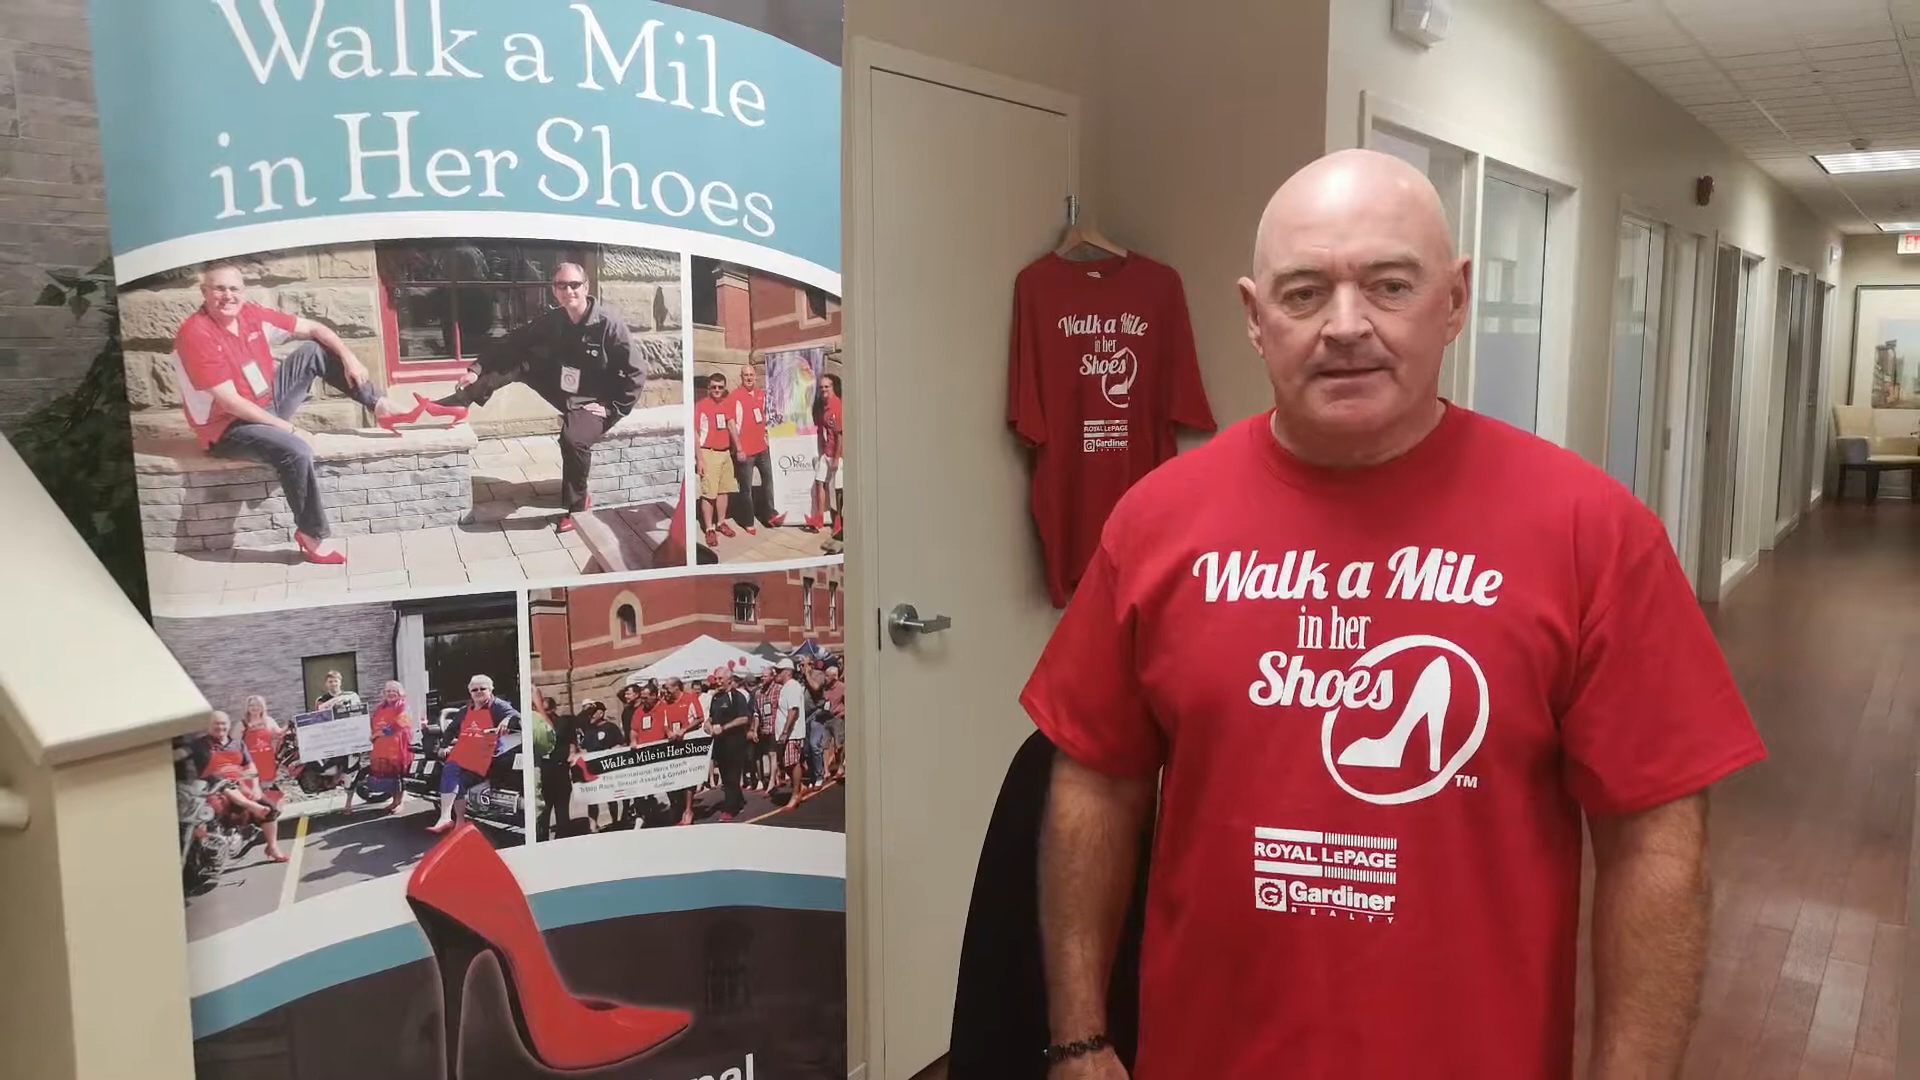 Walk a Mile
in Her Shoes
Walk a Mile in Her Shoes
Walk a Mile
in her
Shoes
ROYAL LEPAGE
Gardiner
Walk a Mile
in her
Shoes
TM
ROYAL LEPAGE
G Gardiner
REALTY